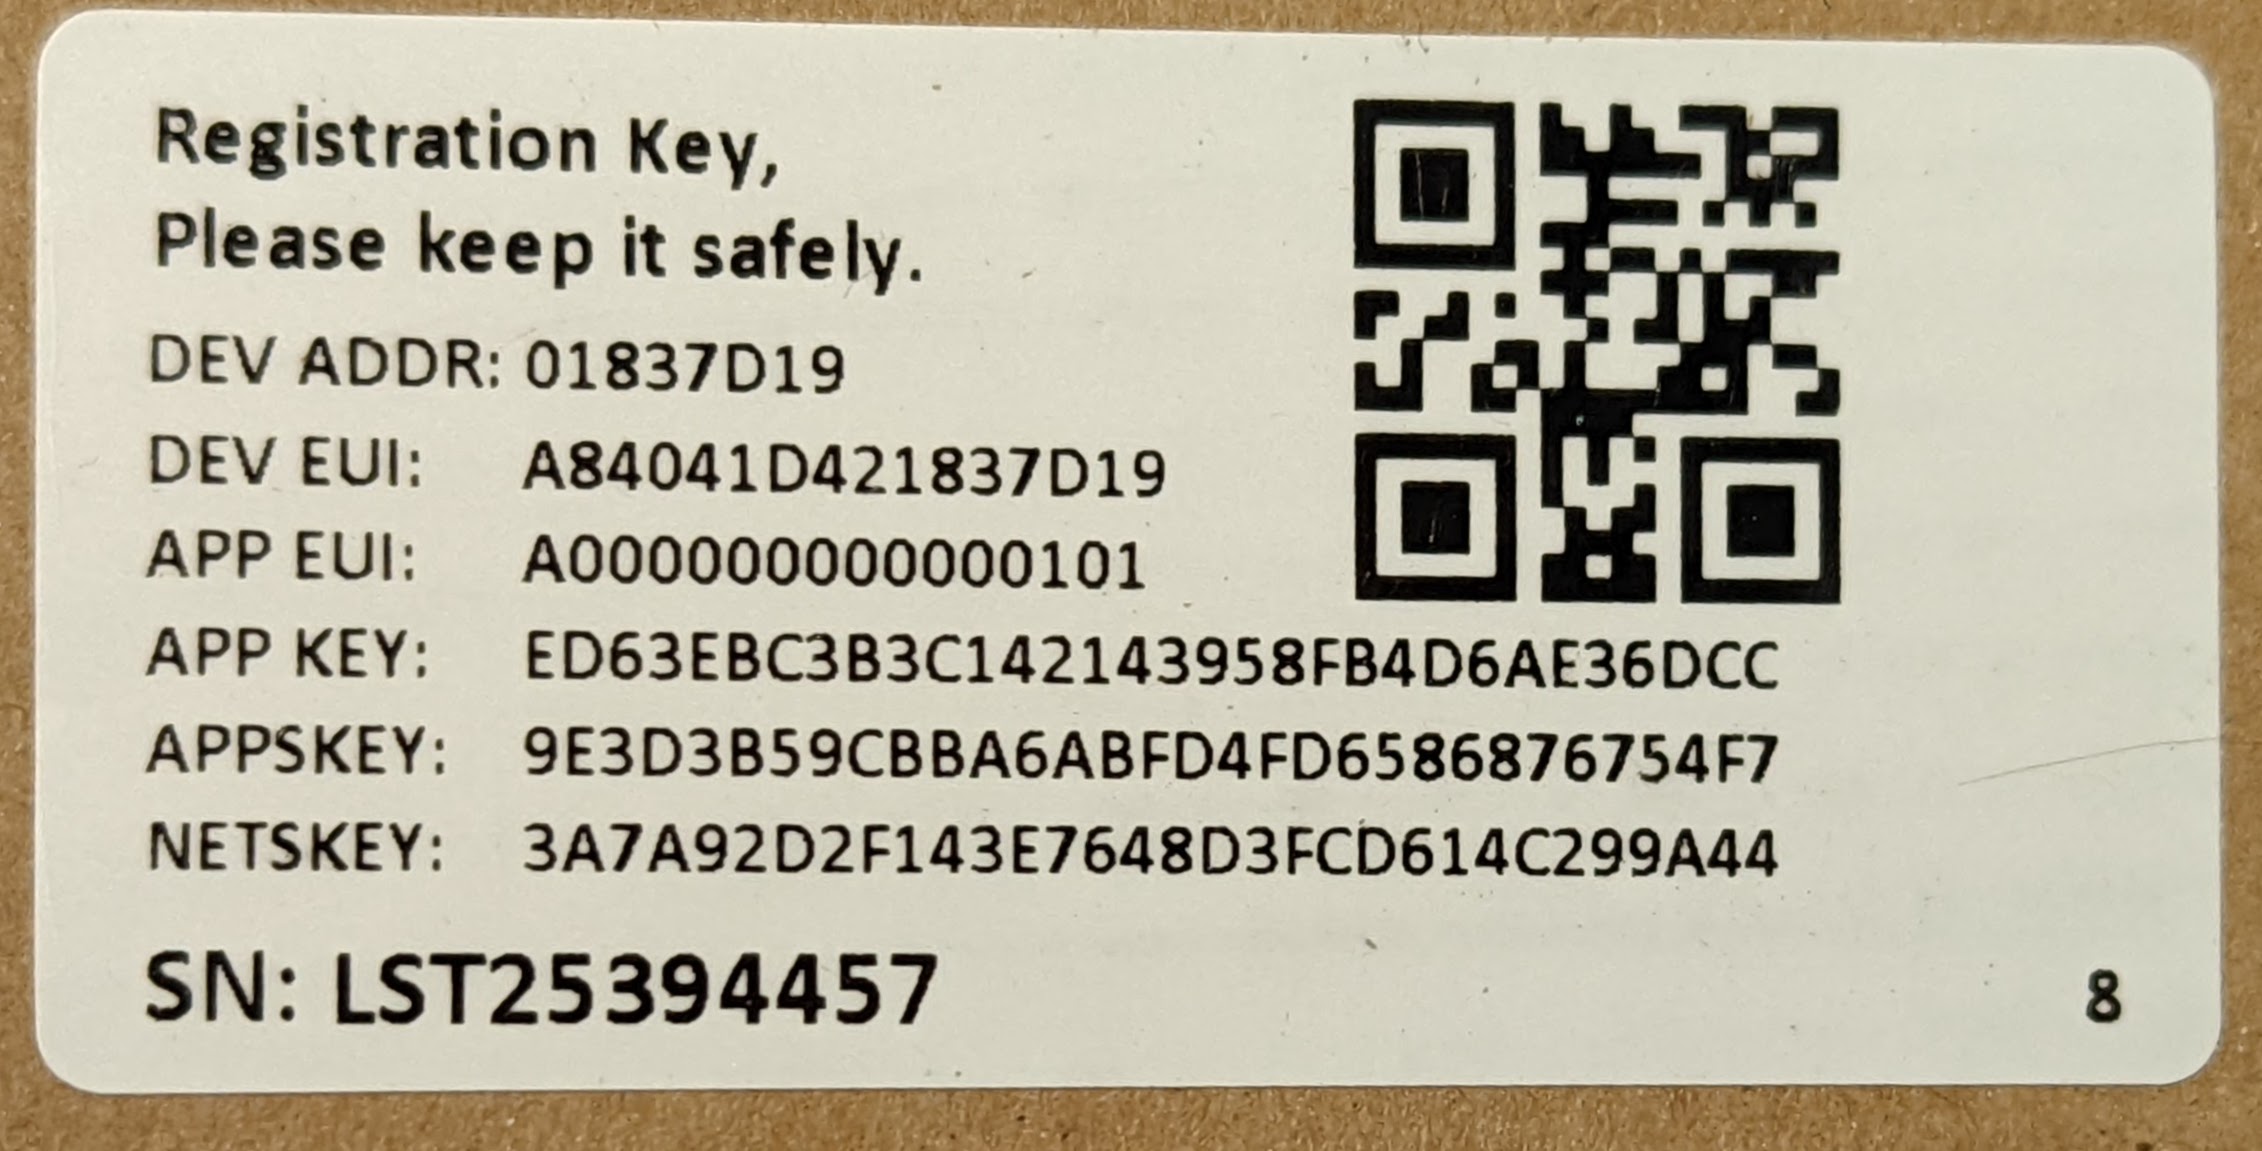 Registration Key,
Please keep it safely.
DEV ADDR: 01837D19
DEV EUI: A84041D421837D19
APP EUI: A000000000000101
APP KEY: ED63EBC3B3C142143958FB4D6AE36DCC
APPSKEY: 9E3D3B59CBBA6ABFD4FD6586876754F7
NETSKEY: 3A7A92D2F143E7648D3FCD614C299A44
SN: LST25394457
8